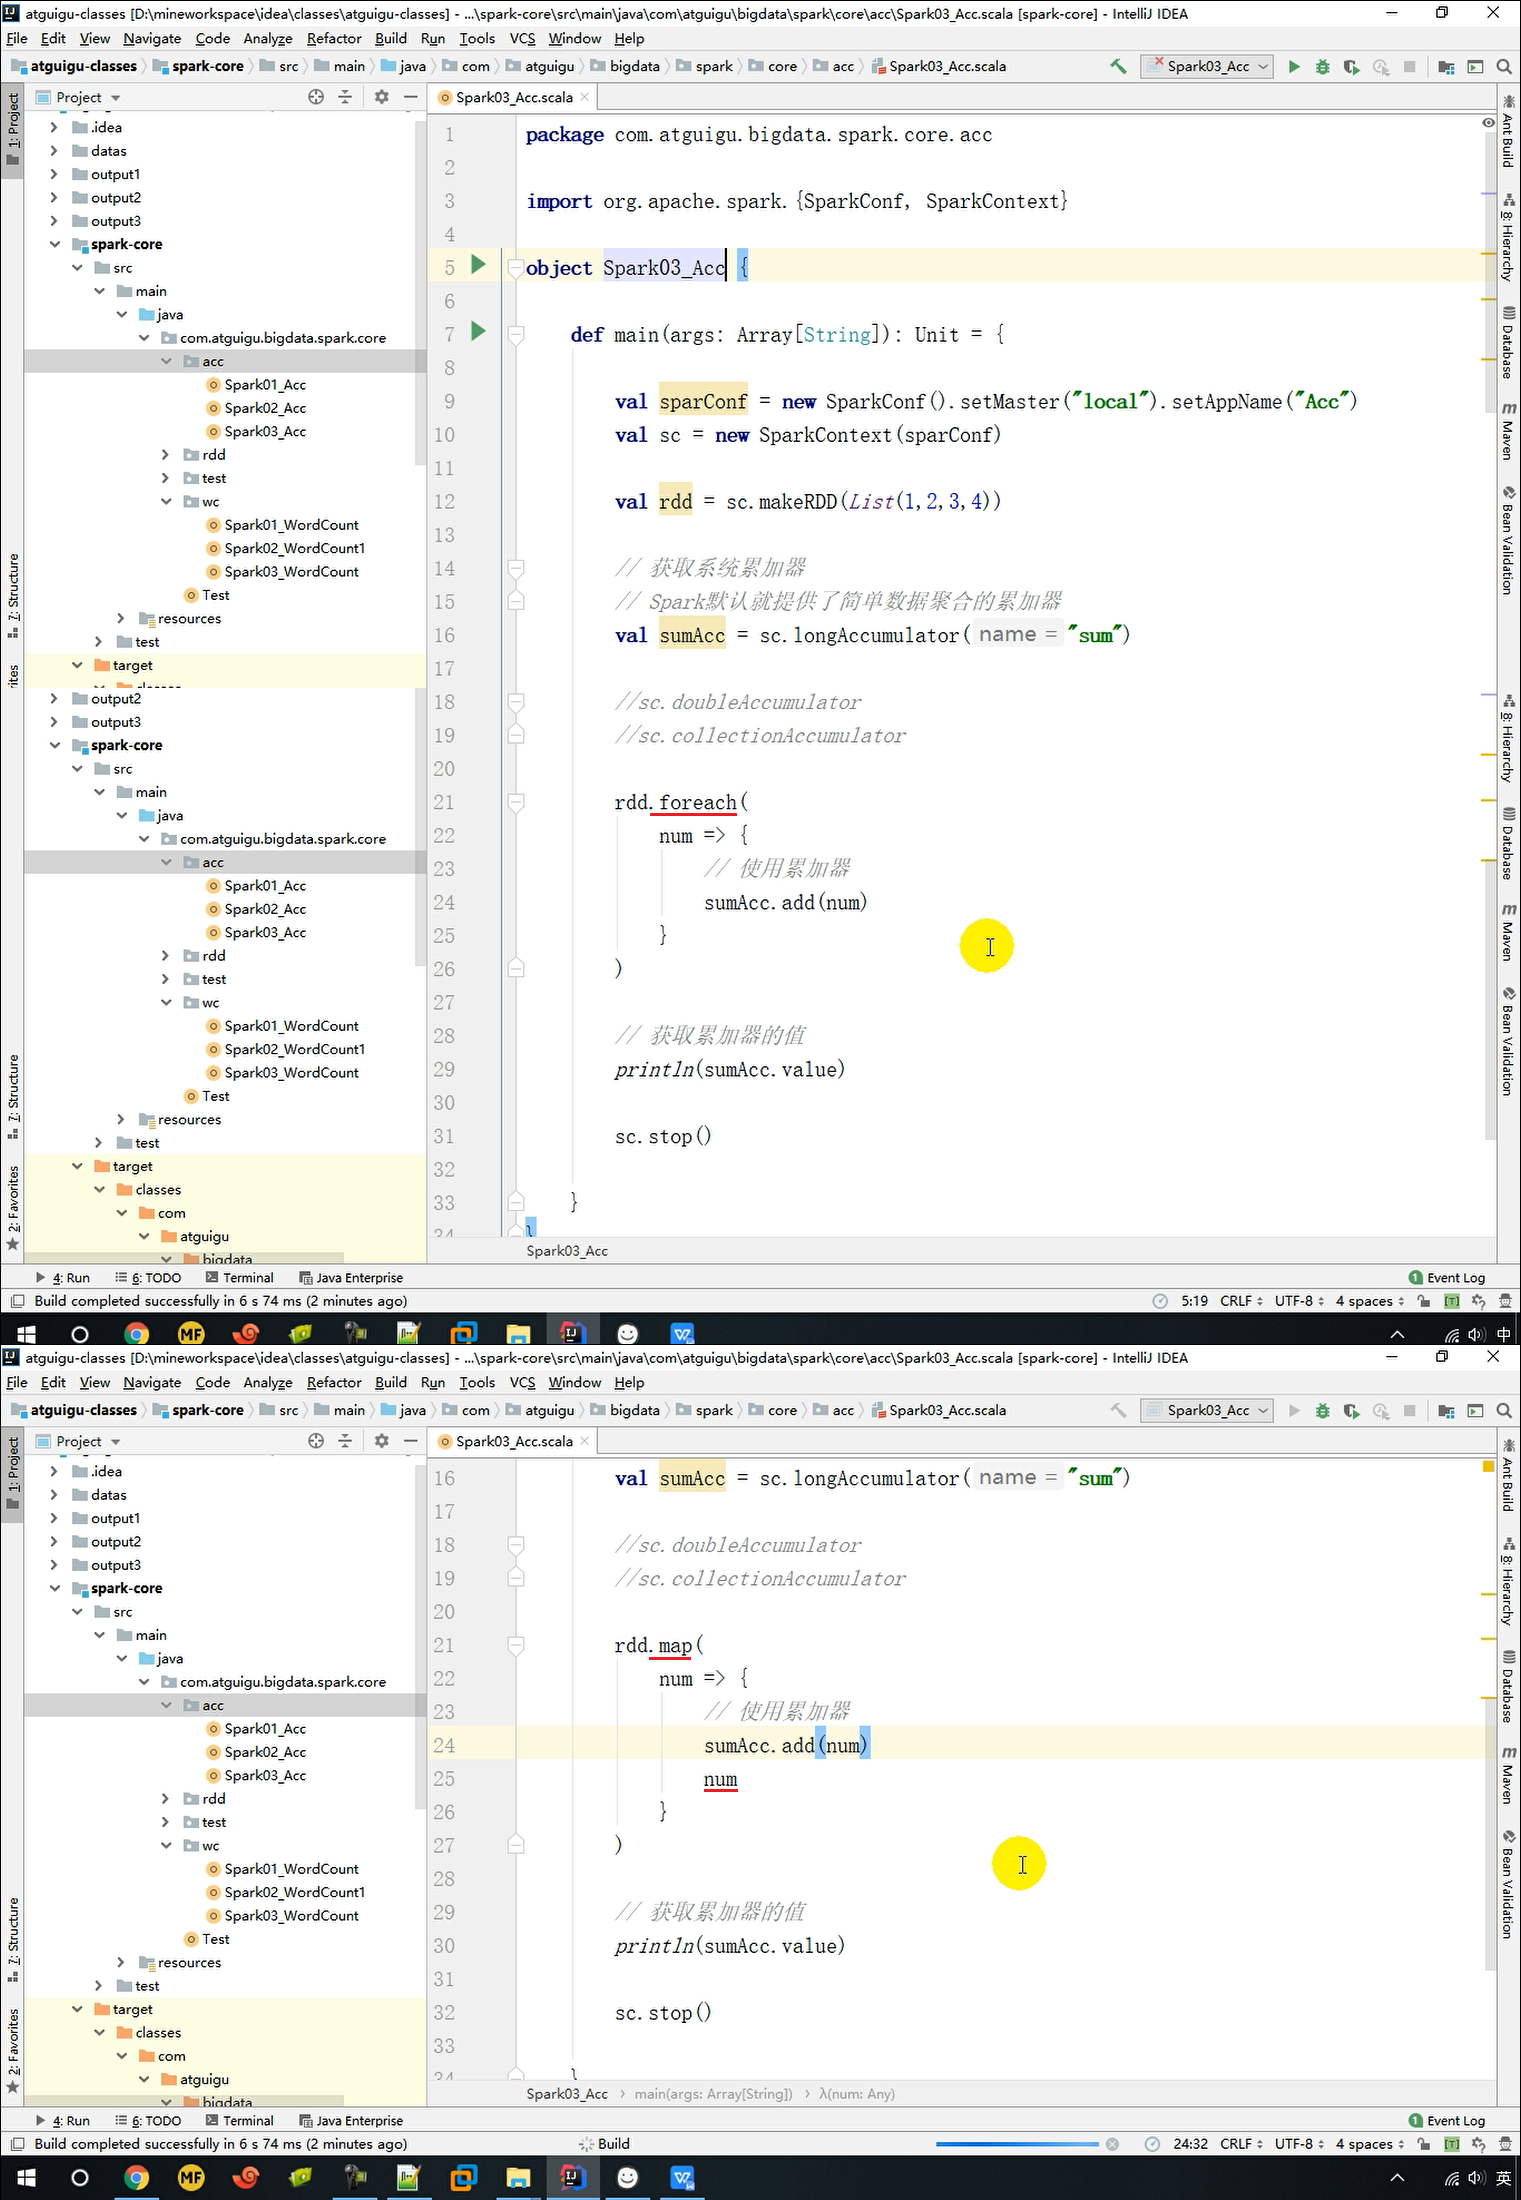 atguigu-classes [D:\mineworkspace\idea\classes\atguigu-classes] - ...\spark-core\src\main\java\com\atguigu\bigdata\spark\core\acc\Spark03_Acc.scala [spark-core] - IntelliJ IDEA
File Edit View Navigate Code Analyze Refactor Build Run Tools VCS Window Help
atguigu-classes spark-core src main java com atguigu bigdata spark core acc Spark03_Acc.scala Spark03_Acc
Project
Spark03_Acc.scala
1: Project
7: Structure
2: Favorites
.idea
datas
output1
output2
output3
spark-core
src
main
java
com.atguigu.bigdata.spark.core
acc
Spark01_Acc
Spark02_Acc
Spark03_Acc
rdd
test
wc
Spark01_WordCount
Spark02_WordCount1
Spark03_WordCount
Test
resources
test
target
output2
output3
spark-core
src
main
java
com.atguigu.bigdata.spark.core
acc
Spark01_Acc
Spark02_Acc
Spark03_Acc
rdd
test
wc
Spark01_WordCount
Spark02_WordCount1
Spark03_WordCount
Test
resources
test
target
classes
com
atguigu
bigdata
1 package com.atguigu.bigdata.spark.core.acc
2
3 import org.apache.spark.{SparkConf, SparkContext}
4
5 object Spark03_Acc {
6
7 def main(args: Array[String]): Unit = {
8
9 val sparConf = new SparkConf().setMaster("local").setAppName("Acc")
10 val sc = new SparkContext(sparConf)
11
12 val rdd = sc.makeRDD(List(1,2,3,4))
13
14 // 获取系统累加器
15 // Spark默认就提供了简单数据聚合的累加器
16 val sumAcc = sc.longAccumulator( name = "sum")
17
18 //sc.doubleAccumulator
19 //sc.collectionAccumulator
20
21 rdd.foreach(
22 num => {
23 // 使用累加器
24 sumAcc.add(num)
25 }
26 )
27
28 // 获取累加器的值
29 println(sumAcc.value)
30
31 sc.stop()
32
33 }
34 }
Spark03_Acc
Ant Build
8: Hierarchy
Database
Maven
Bean Validation
8: Hierarchy
Database
Maven
Bean Validation
4: Run 6: TODO Terminal Java Enterprise 1 Event Log
Build completed successfully in 6 s 74 ms (2 minutes ago) 5:19 CRLF UTF-8 4 spaces
MF 中
atguigu-classes [D:\mineworkspace\idea\classes\atguigu-classes] - ...\spark-core\src\main\java\com\atguigu\bigdata\spark\core\acc\Spark03_Acc.scala [spark-core] - IntelliJ IDEA
File Edit View Navigate Code Analyze Refactor Build Run Tools VCS Window Help
atguigu-classes spark-core src main java com atguigu bigdata spark core acc Spark03_Acc.scala Spark03_Acc
Project
Spark03_Acc.scala
1: Project
7: Structure
2: Favorites
.idea
datas
output1
output2
output3
spark-core
src
main
java
com.atguigu.bigdata.spark.core
acc
Spark01_Acc
Spark02_Acc
Spark03_Acc
rdd
test
wc
Spark01_WordCount
Spark02_WordCount1
Spark03_WordCount
Test
resources
test
target
classes
com
atguigu
bigdata
16 val sumAcc = sc.longAccumulator( name = "sum")
17
18 //sc.doubleAccumulator
19 //sc.collectionAccumulator
20
21 rdd.map(
22 num => {
23 // 使用累加器
24 sumAcc.add(num)
25 num
26 }
27 )
28
29 // 获取累加器的值
30 println(sumAcc.value)
31
32 sc.stop()
33
34 }
Spark03_Acc main(args: Array[String]) λ(num: Any)
Ant Build
8: Hierarchy
Database
Maven
Bean Validation
4: Run 6: TODO Terminal Java Enterprise 1 Event Log
Build completed successfully in 6 s 74 ms (2 minutes ago) Build 24:32 CRLF UTF-8 4 spaces
MF 英